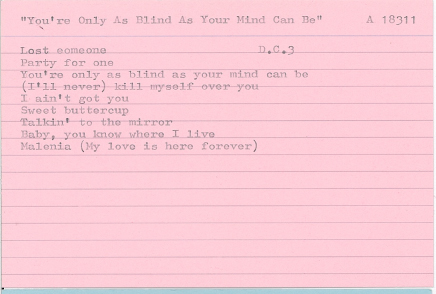 "You're Only As Blind As Your Mind Can Be" A 18311
Lost someone D.C.3
Party for one
You're only as blind as your mind can be
(I'll never) kill myself over you
I ain't got you
Sweet buttercup
Talkin' to the mirror
Baby, you know where I live
Malenia (My love is here forever)